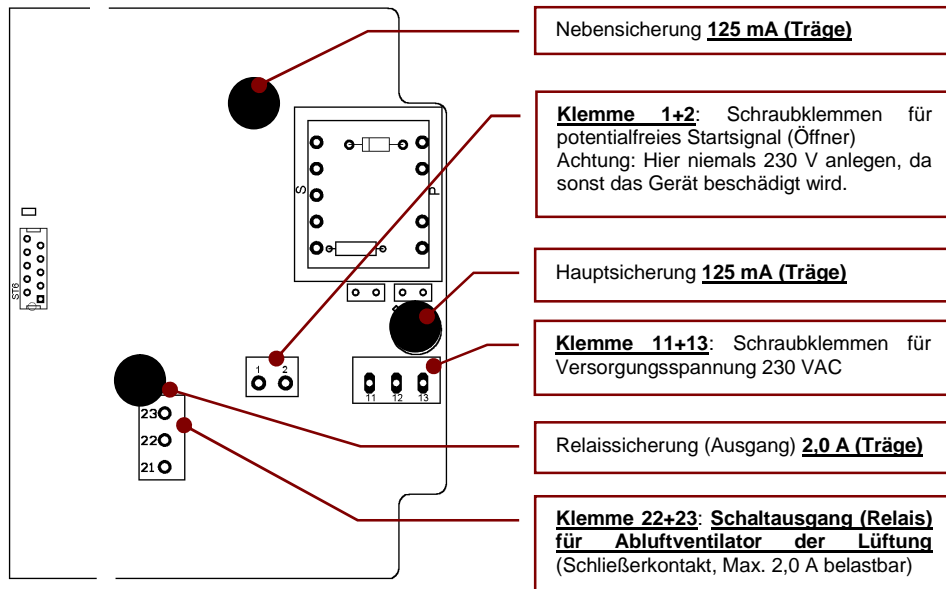 Nebensicherung 125 mA (Träge)
Klemme 1+2: Schraubklemmen für
potentialfreies Startsignal (Öffner)
Achtung: Hier niemals 230 V anlegen, da
sonst das Gerät beschädigt wird.
Hauptsicherung 125 mA (Träge)
Klemme 11+13: Schraubklemmen für
Versorgungsspannung 230 VAC
Relaissicherung (Ausgang) 2,0 A (Träge)
Klemme 22+23: Schaltausgang (Relais)
für Abluftventilator der Lüftung
(Schließerkontakt, Max. 2,0 A belastbar)
S
P
ST6
1 2
11 12 13
23
22
21